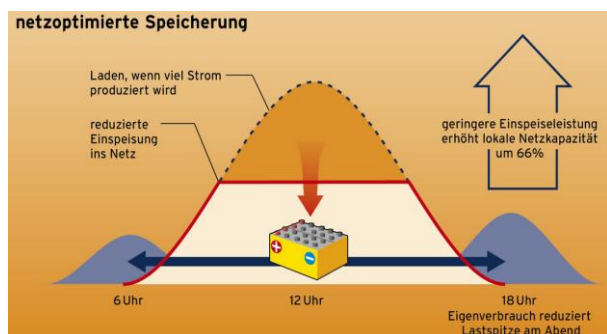 netzoptimierte Speicherung
Laden, wenn viel Strom
produziert wird
reduzierte
Einspeisung
ins Netz
geringere Einspeiseleistung
erhöht lokale Netzkapazität
um 66%
+
−
6 Uhr
12 Uhr
18 Uhr
Eigenverbrauch reduziert
Lastspitze am Abend